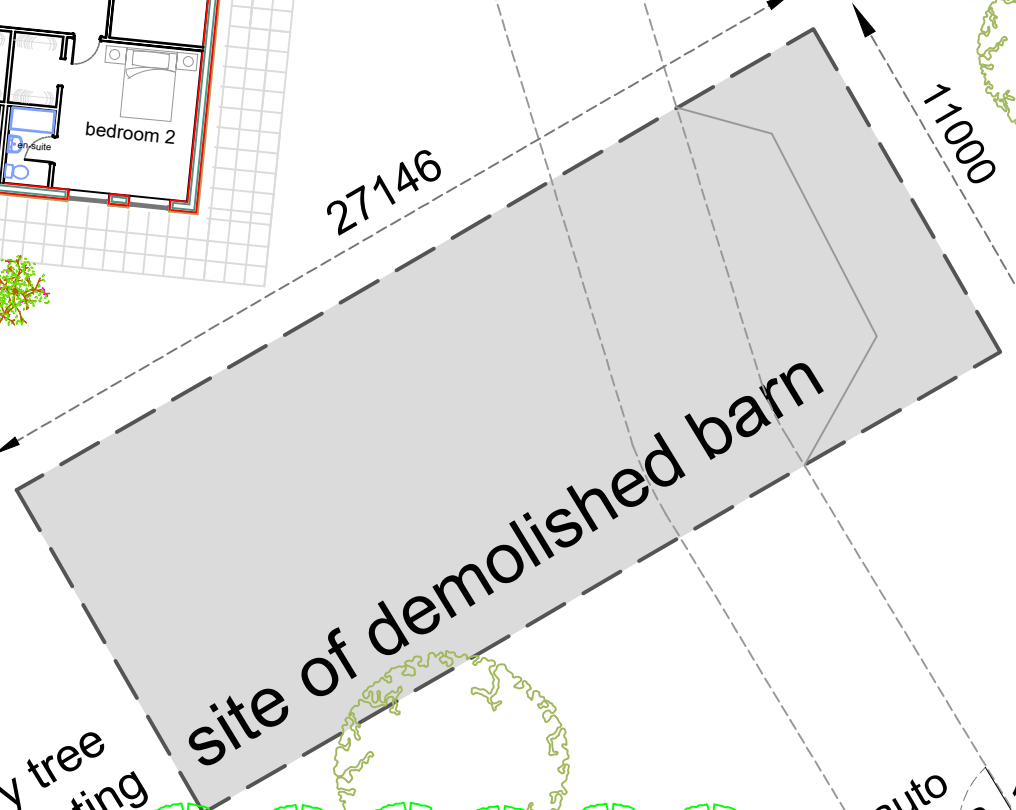 bedroom 2
en-suite
27146
11000
site of demolished barn
y tree
ting
auto